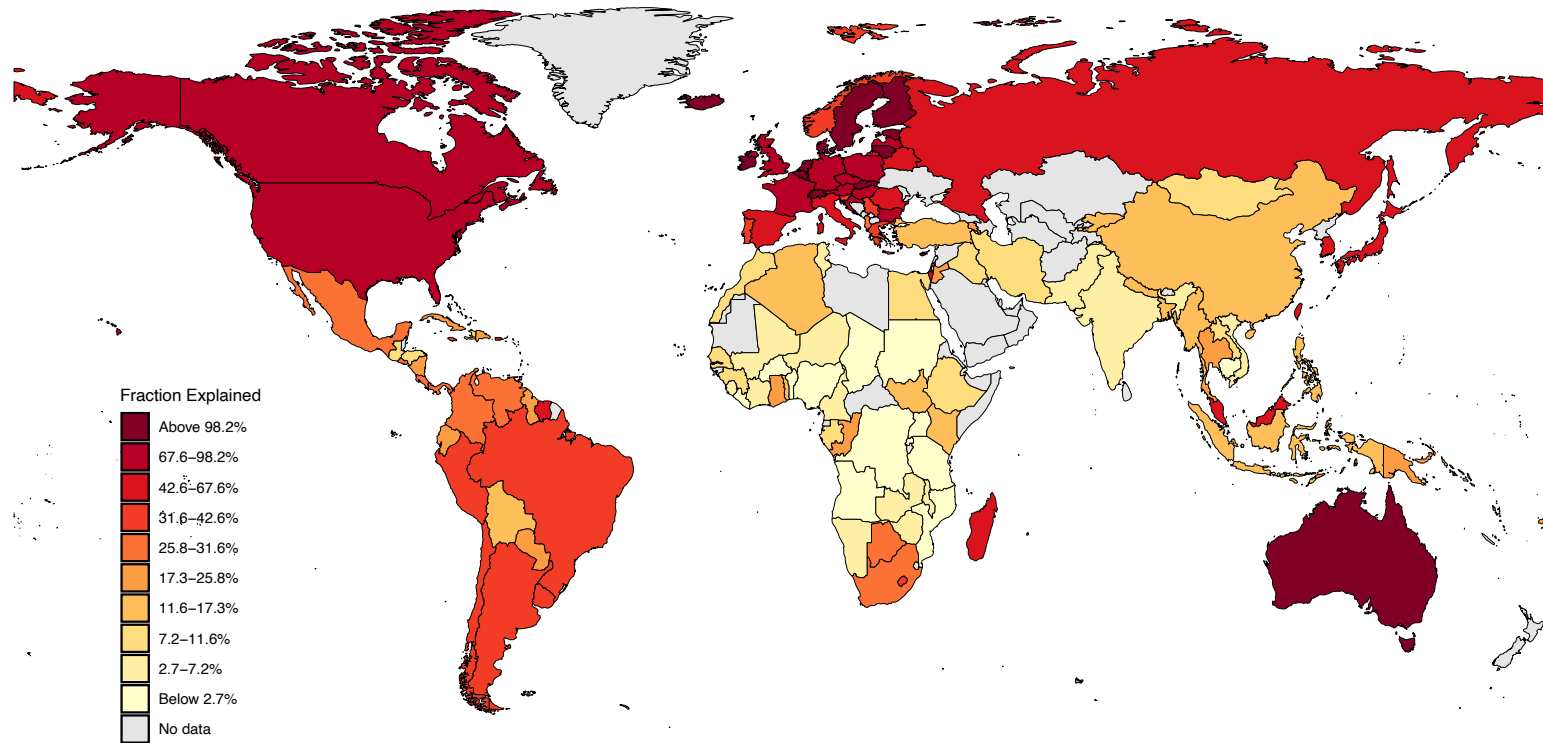 Fraction Explained
Above 98.2%
67.6−98.2%
42.6−67.6%
31.6−42.6%
25.8−31.6%
17.3−25.8%
11.6−17.3%
7.2−11.6%
2.7−7.2%
Below 2.7%
No data